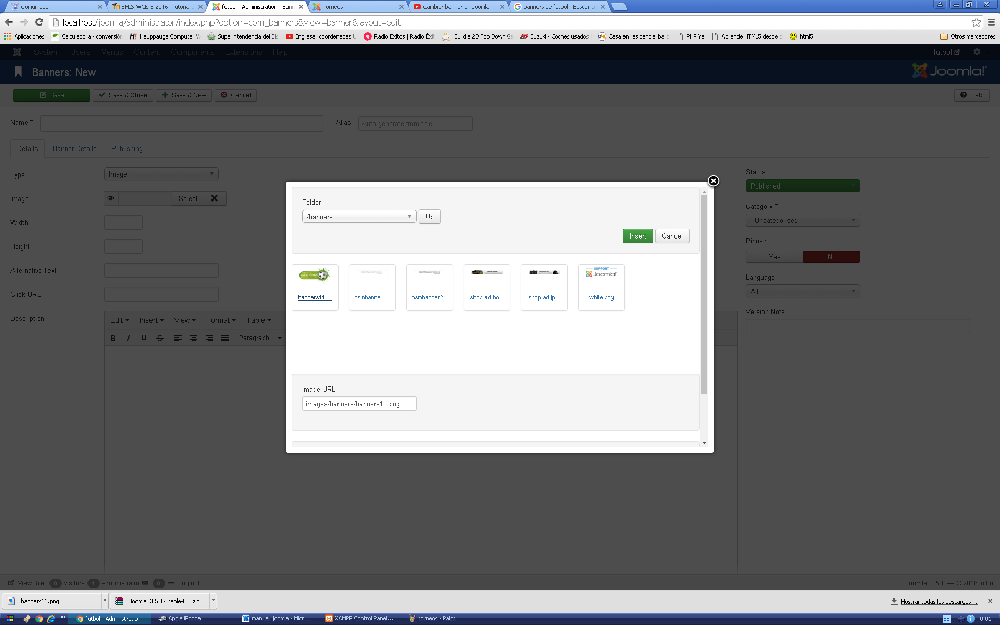 Comunidad
SMIS-WCE-B-2016: Tutorial
futbol - Administration - Bann
Torneos
Cambiar banner en Joomla -
banners de futbol - Buscar c
localhost/joomla/administrator/index.php?option=com_banners&view=banner&layout=edit
Aplicaciones
Calculadora - conversión
Hauppauge Computer W
Superintendencia del Sis
Ingresar coordenadas U
Radio Exitos | Radio Éxit
"Build a 2D Top Down Ga
Suzuki - Coches usados
Casa en residencial barc
PHP Ya
Aprende HTML5 desde c
html5
Otros marcadores
System Users Menus Content Components Extensions Help
futbol
Banners: New
Joomla!®
Save
Save & Close
Save & New
Cancel
Help
Name *
Alias
Auto-generate from title
Details
Banner Details
Publishing
Type
Image
Image
Select
Width
Height
Alternative Text
Click URL
Description
Edit
Insert
View
Format
Table
T
B I U S
Paragraph
Folder
/banners
Up
Insert
Cancel
banners11....
OpenSourceMatters
osmbanner1...
OpenSourceMatters
osmbanner2...
shop-ad-bo...
shop-ad.jp...
SUPPORT
Joomla!
white.png
Image URL
images/banners/banners11.png
Status
Published
Category *
- Uncategorised
Pinned
Yes
No
Language
All
Version Note
View Site
0 Visitors
1 Administrator
0
Log out
Joomla! 3.5.1 — © 2016 futbol
banners11.png
Joomla_3.5.1-Stable-F....zip
Mostrar todas las descargas...
futbol - Administratio...
Apple iPhone
manual joomla - Micr...
XAMPP Control Panel...
torneos - Paint
ES
0:01